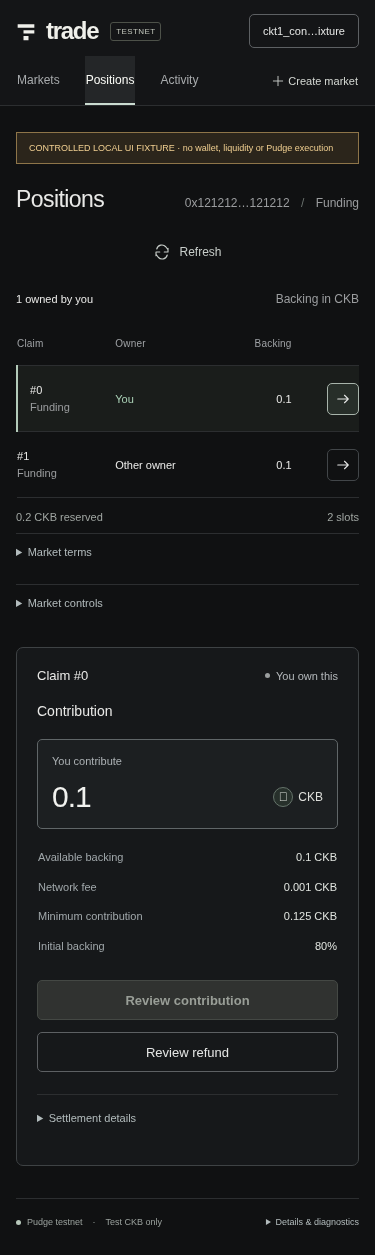 trade TESTNET ckt1_con…ixture
Markets Positions Activity + Create market
CONTROLLED LOCAL UI FIXTURE · no wallet, liquidity or Pudge execution
Positions 0x121212…121212 / Funding
Refresh
1 owned by you Backing in CKB
Claim Owner Backing
#0
Funding You 0.1
#1
Funding Other owner 0.1
0.2 CKB reserved 2 slots
Market terms
Market controls
Claim #0 You own this
Contribution
You contribute
0.1 CKB
Available backing 0.1 CKB
Network fee 0.001 CKB
Minimum contribution 0.125 CKB
Initial backing 80%
Review contribution
Review refund
Settlement details
Pudge testnet · Test CKB only Details & diagnostics